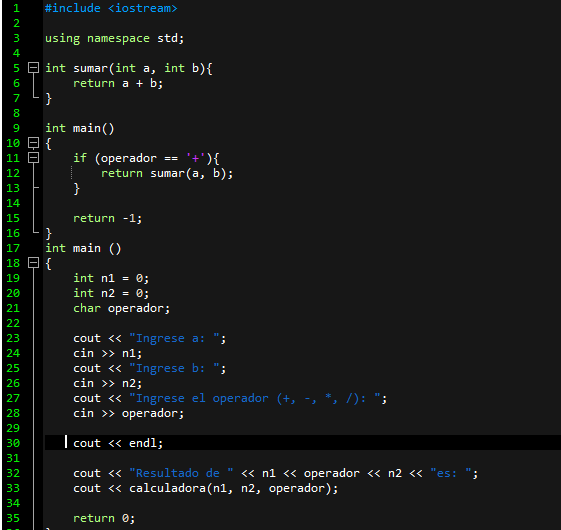 1 #include <iostream>
2
3 using namespace std;
4
5 int sumar(int a, int b){
6     return a + b;
7 }
8
9 int main()
10 {
11     if (operador == '+'){
12         return sumar(a, b);
13     }
14
15     return -1;
16 }
17 int main ()
18 {
19     int n1 = 0;
20     int n2 = 0;
21     char operador;
22
23     cout << "Ingrese a: ";
24     cin >> n1;
25     cout << "Ingrese b: ";
26     cin >> n2;
27     cout << "Ingrese el operador (+, -, *, /): ";
28     cin >> operador;
29
30     cout << endl;
31
32     cout << "Resultado de " << n1 << operador << n2 << "es: ";
33     cout << calculadora(n1, n2, operador);
34
35     return 0;